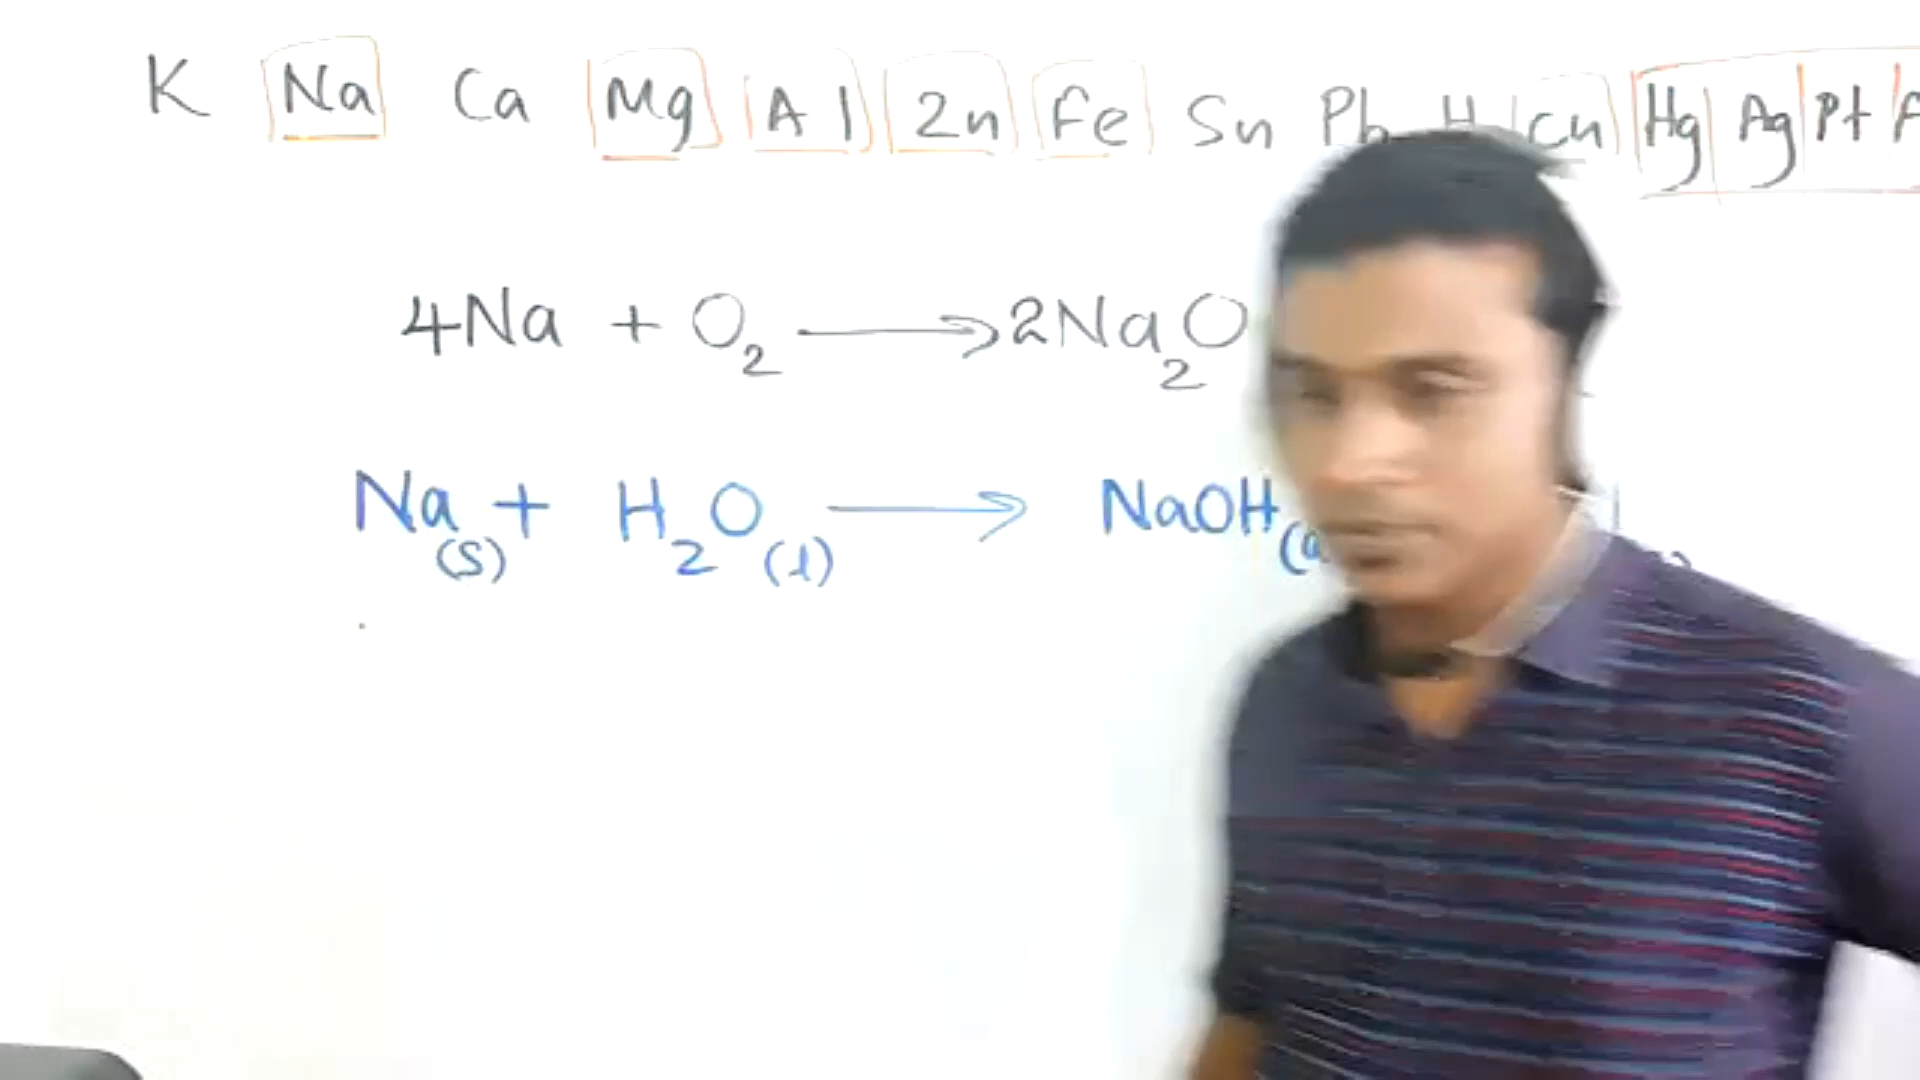 K Na Ca Mg Al Zn Fe Sn Pb H Cu Hg Ag Pt
4Na + O₂ → 2Na₂O
Na(s) + H₂O(l) → NaOH